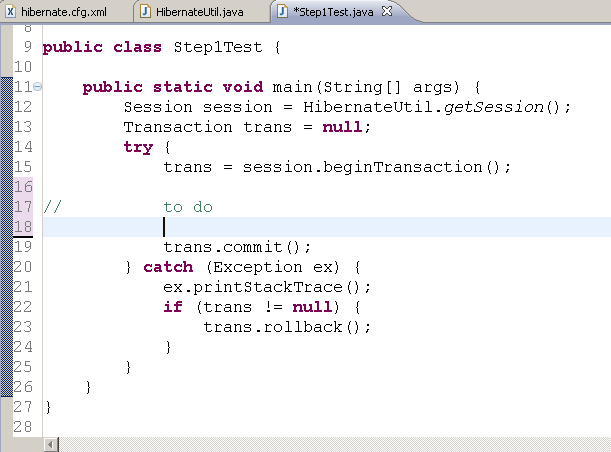 hibernate.cfg.xml HibernateUtil.java *Step1Test.java
8
9 public class Step1Test {
10
11 public static void main(String[] args) {
12 Session session = HibernateUtil.getSession();
13 Transaction trans = null;
14 try {
15 trans = session.beginTransaction();
16
17 // to do
18
19 trans.commit();
20 } catch (Exception ex) {
21 ex.printStackTrace();
22 if (trans != null) {
23 trans.rollback();
24 }
25 }
26 }
27 }
28